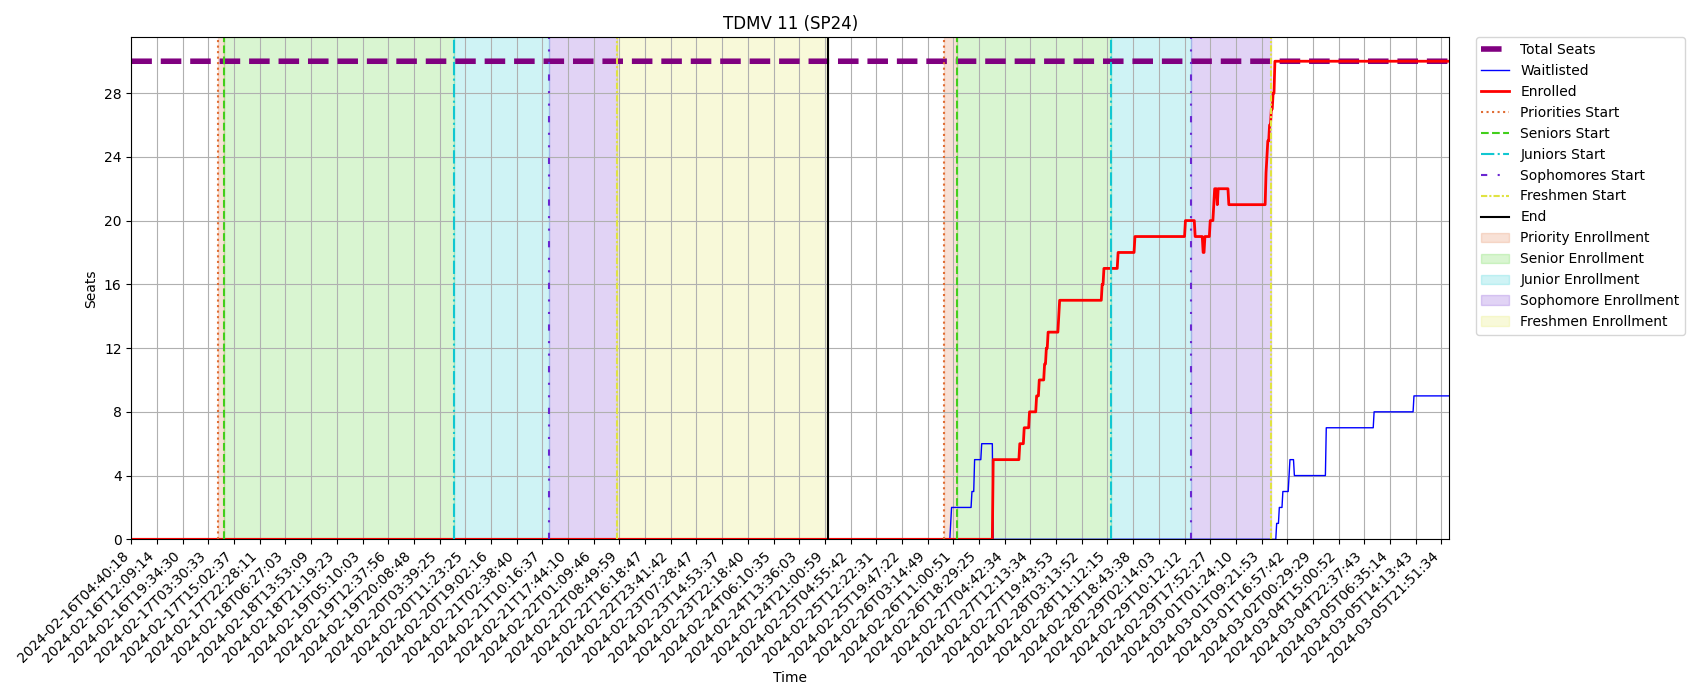 TDMV 11 (SP24)
Seats
28
24
20
16
12
8
4
0
2024-02-16T04:40:18
2024-02-16T12:09:14
2024-02-16T19:34:30
2024-02-17T03:30:33
2024-02-17T15:02:37
2024-02-17T22:28:11
2024-02-18T06:27:03
2024-02-18T13:53:09
2024-02-18T21:19:23
2024-02-19T05:10:03
2024-02-19T12:37:56
2024-02-19T20:08:48
2024-02-20T03:39:25
2024-02-20T11:23:25
2024-02-20T19:02:16
2024-02-21T02:38:40
2024-02-21T10:16:37
2024-02-21T17:44:10
2024-02-22T01:09:46
2024-02-22T08:49:59
2024-02-22T16:18:47
2024-02-22T23:41:42
2024-02-23T07:28:47
2024-02-23T14:53:37
2024-02-23T22:18:40
2024-02-24T06:10:35
2024-02-24T13:36:03
2024-02-24T21:00:59
2024-02-25T04:55:42
2024-02-25T12:22:31
2024-02-25T19:47:22
2024-02-26T03:14:49
2024-02-26T11:00:51
2024-02-26T18:29:25
2024-02-27T04:42:34
2024-02-27T12:13:34
2024-02-27T19:43:53
2024-02-28T03:13:52
2024-02-28T11:12:15
2024-02-28T18:43:38
2024-02-29T02:14:03
2024-02-29T10:12:12
2024-02-29T17:52:27
2024-03-01T01:24:10
2024-03-01T09:21:53
2024-03-01T16:57:42
2024-03-02T00:29:29
2024-03-04T15:00:52
2024-03-04T22:37:43
2024-03-05T06:35:14
2024-03-05T14:13:43
2024-03-05T21:51:34
Time
Total Seats
Waitlisted
Enrolled
Priorities Start
Seniors Start
Juniors Start
Sophomores Start
Freshmen Start
End
Priority Enrollment
Senior Enrollment
Junior Enrollment
Sophomore Enrollment
Freshmen Enrollment